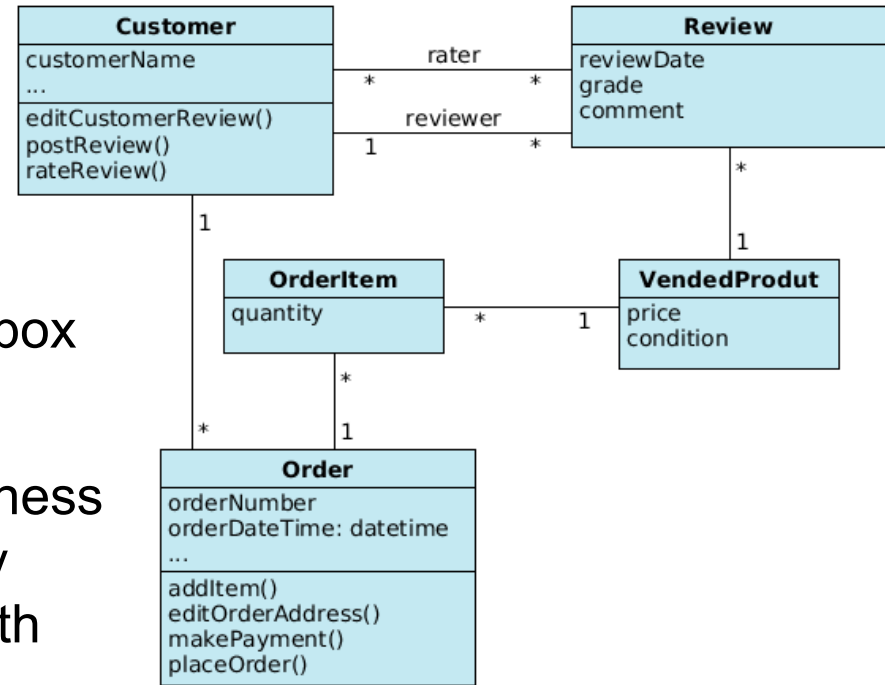 Customer
customerName
...
editCustomerReview()
postReview()
rateReview()
rater
*
*
reviewer
1
*
Review
reviewDate
grade
comment
*
1
1
*
OrderItem
quantity
*
1
VendedProdut
price
condition
*
1
Order
orderNumber
orderDateTime: datetime
...
addItem()
editOrderAddress()
makePayment()
placeOrder()
box
ness
th